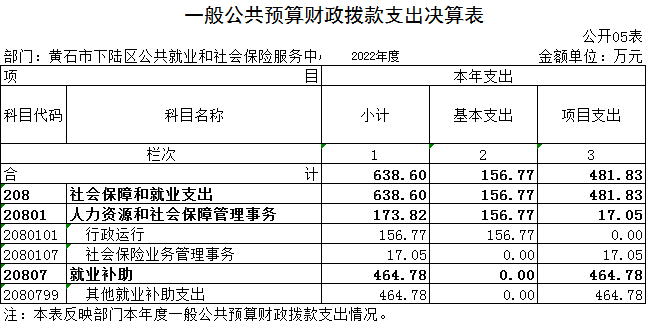 一般公共预算财政拨款支出决算表
公开05表
部门：黄石市下陆区公共就业和社会保险服务中 2022年度 金额单位：万元
项 目 本年支出
科目代码 科目名称 小计 基本支出 项目支出
栏次 1 2 3
合 计 638.60 156.77 481.83
208 社会保障和就业支出 638.60 156.77 481.83
20801 人力资源和社会保障管理事务 173.82 156.77 17.05
2080101 行政运行 156.77 156.77 0.00
2080107 社会保险业务管理事务 17.05 0.00 17.05
20807 就业补助 464.78 0.00 464.78
2080799 其他就业补助支出 464.78 0.00 464.78
注：本表反映部门本年度一般公共预算财政拨款支出情况。